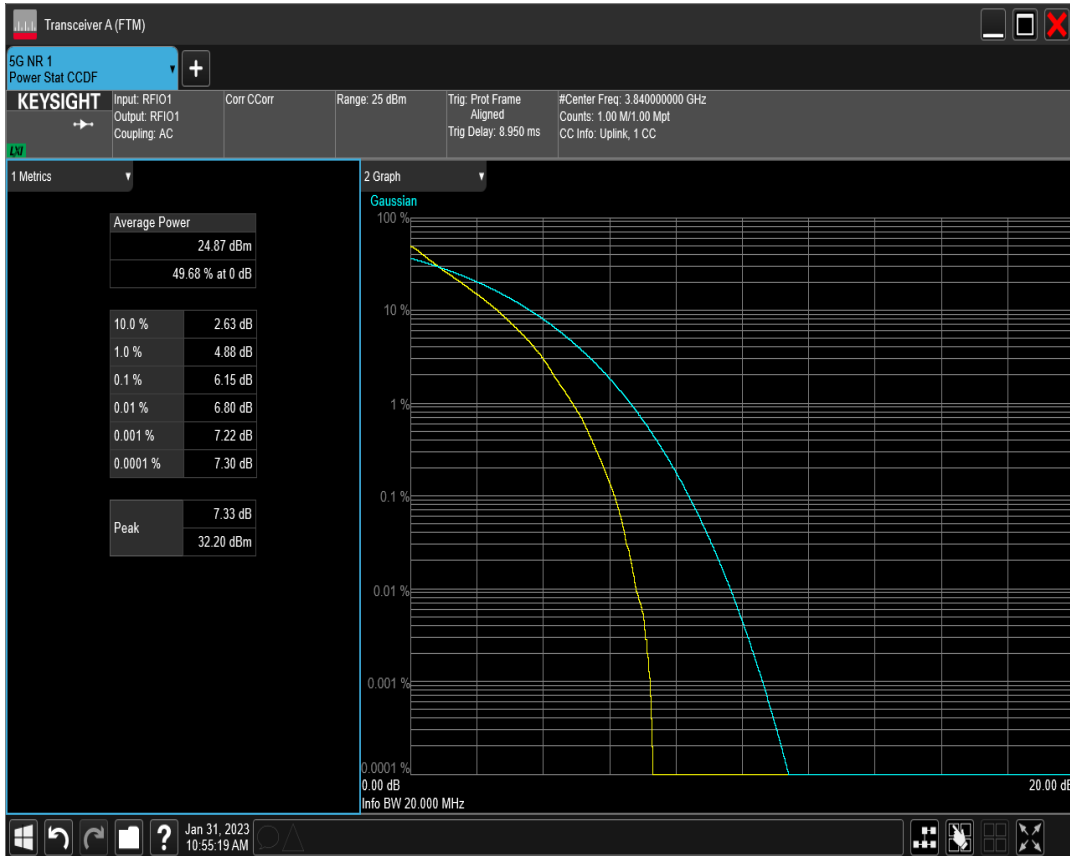 Transceiver A (FTM)
5G NR 1
Power Stat CCDF
+
KEYSIGHT
LXI
Input: RFIO1
Output: RFIO1
Coupling: AC
Corr CCorr
Range: 25 dBm
Trig: Prot Frame
Aligned
Trig Delay: 8.950 ms
#Center Freq: 3.840000000 GHz
Counts: 1.00 M/1.00 Mpt
CC Info: Uplink, 1 CC
1 Metrics
Average Power
24.87 dBm
49.68 % at 0 dB
10.0 % 2.63 dB
1.0 % 4.88 dB
0.1 % 6.15 dB
0.01 % 6.80 dB
0.001 % 7.22 dB
0.0001 % 7.30 dB
Peak
7.33 dB
32.20 dBm
2 Graph
Gaussian
100 %
10 %
1 %
0.1 %
0.01 %
0.001 %
0.0001 %
0.00 dB
20.00 dB
Info BW 20.000 MHz
?
Jan 31, 2023
10:55:19 AM